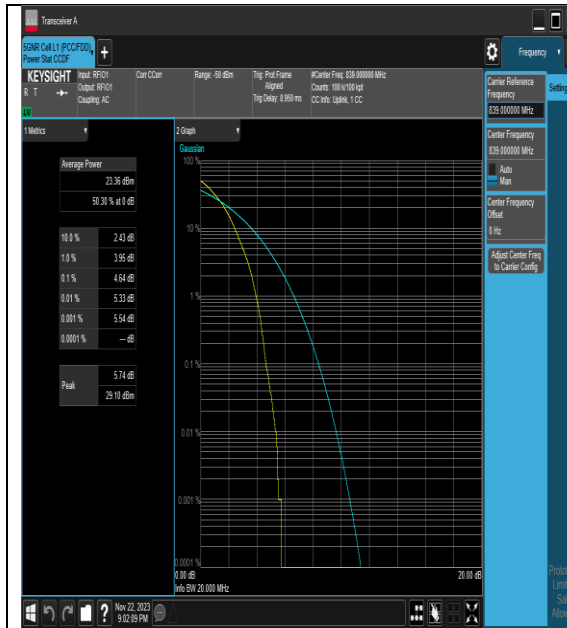 Transceiver A
5GNR Cell L1 (PCC/FDD),
Power Stat CCDF
Frequency
KEYSIGHT
R T
Input: RFIO1
Output: RFIO1
Coupling: AC
Corr CCorr
Range: -50 dBm
Trig: Prot Frame
Aligned
Trig Delay: 8.950 ms
#Center Freq: 839.000000 MHz
Counts: 100 k/100 kpt
CC Info: Uplink, 1 CC
Carrier Reference
Frequency
839.000000 MHz
Setting
Center Frequency
839.000000 MHz
Auto
Man
Center Frequency
Offset
0 Hz
Adjust Center Freq
to Carrier Config
1 Metrics
Average Power
23.36 dBm
50.30 % at 0 dB
10.0 % 2.43 dB
1.0 % 3.95 dB
0.1 % 4.64 dB
0.01 % 5.33 dB
0.001 % 5.54 dB
0.0001 % --- dB
Peak
5.74 dB
29.10 dBm
2 Graph
Gaussian
100 %
10 %
1 %
0.1 %
0.01 %
0.001 %
0.0001 %
0.00 dB
20.00 dB
Info BW 20.000 MHz
Nov 22, 2023
9:02:09 PM
?